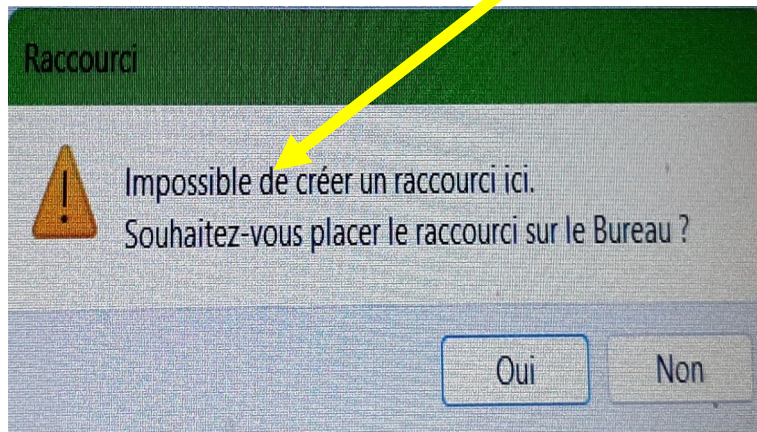 Raccourci
Impossible de créer un raccourci ici.
Souhaitez-vous placer le raccourci sur le Bureau ?
Oui
Non